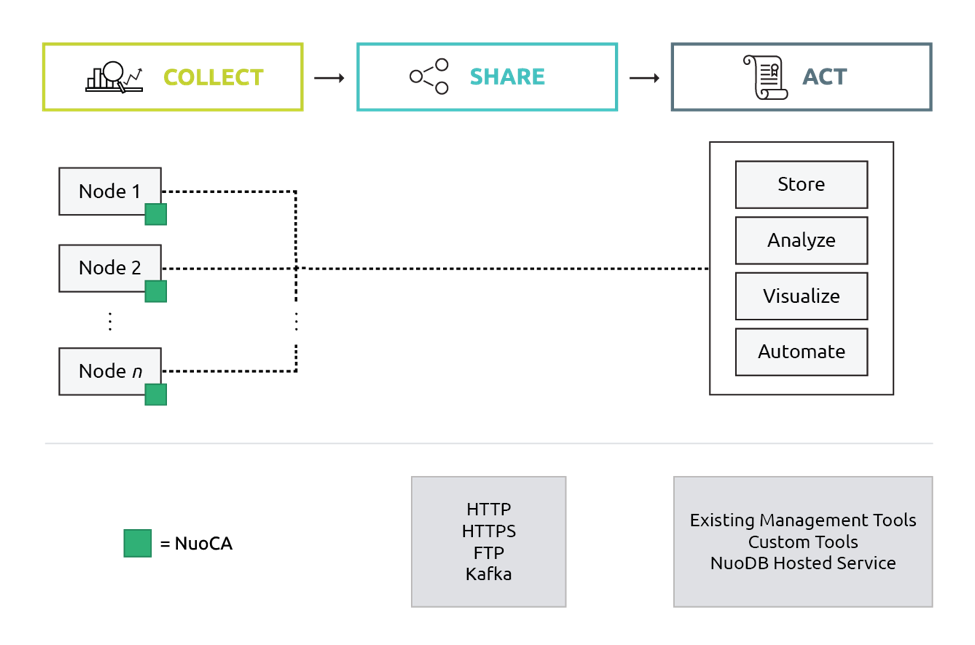 COLLECT
SHARE
ACT
Node 1
Node 2
Node n
Store
Analyze
Visualize
Automate
= NuoCA
HTTP
HTTPS
FTP
Kafka
Existing Management Tools
Custom Tools
NuoDB Hosted Service